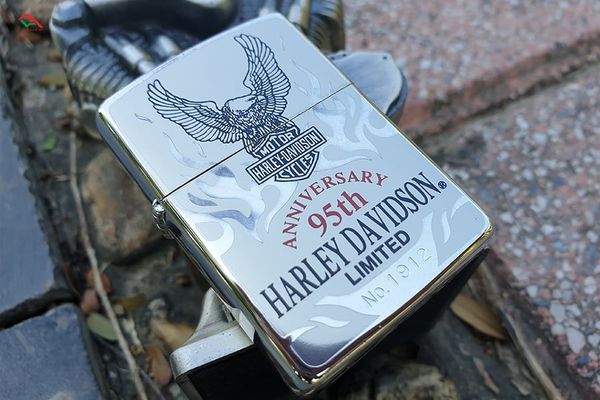 MOTOR
HARLEY-DAVIDSON
CYCLES
ANNIVERSARY
95th
HARLEY DAVIDSON®
LIMITED
No. 1912